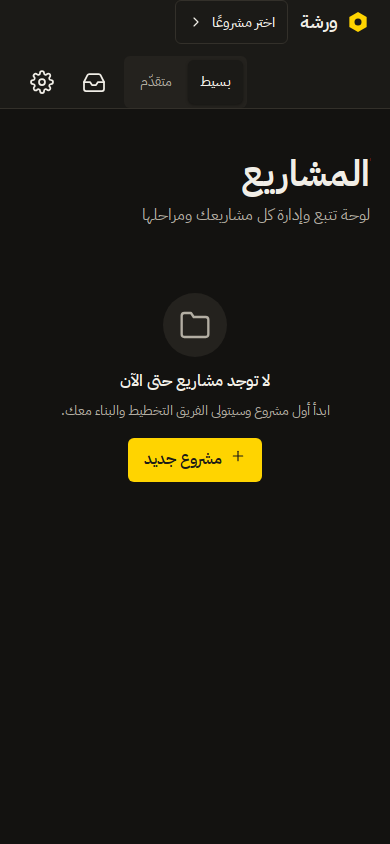 ورشة
اختر مشروعًا
بسيط
متقدّم
المشاريع
لوحة تتبع وإدارة كل مشاريعك ومراحلها
لا توجد مشاريع حتى الآن
ابدأ أول مشروع وسيتولى الفريق التخطيط والبناء معك.
مشروع جديد